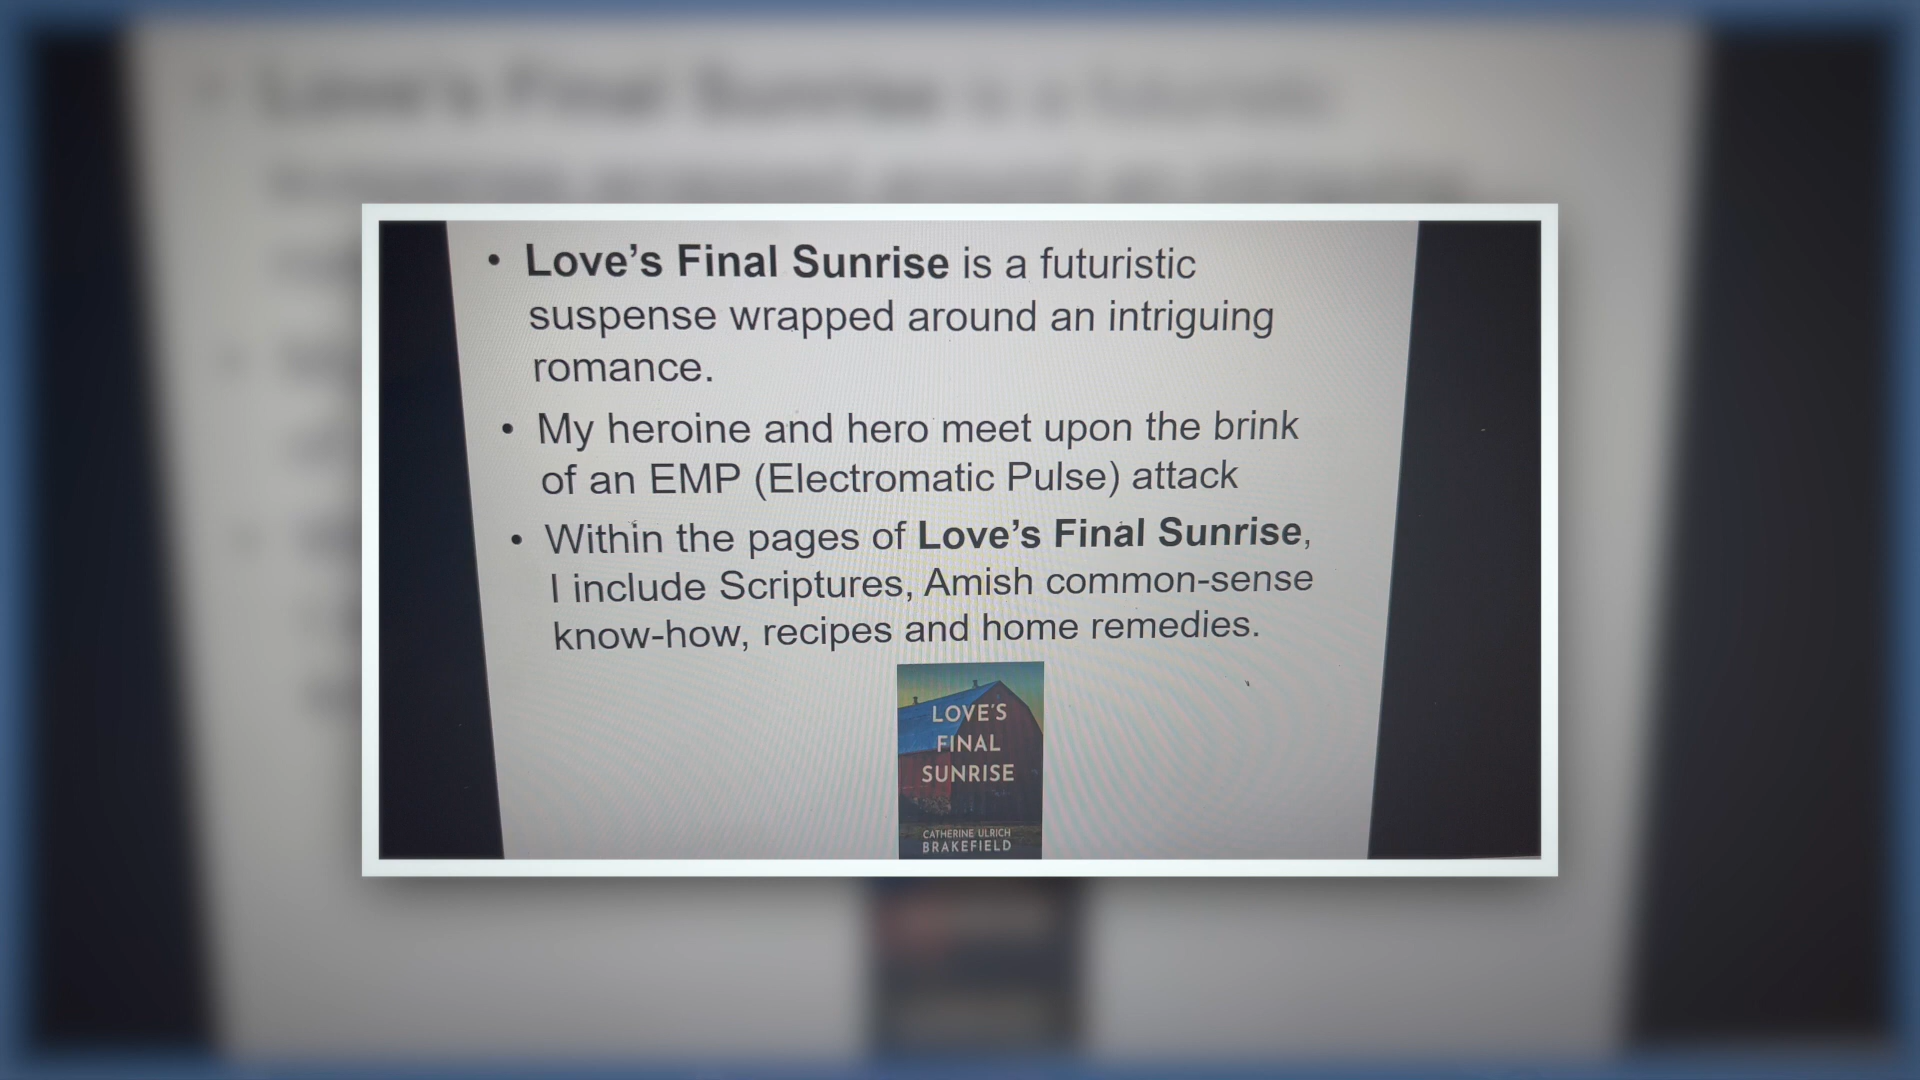 • Love’s Final Sunrise is a futuristic
suspense wrapped around an intriguing
romance.
• My heroine and hero meet upon the brink
of an EMP (Electromatic Pulse) attack
• Within the pages of Love’s Final Sunrise,
I include Scriptures, Amish common-sense
know-how, recipes and home remedies.
LOVE’S
FINAL
SUNRISE
CATHERINE ULRICH
BRAKEFIELD